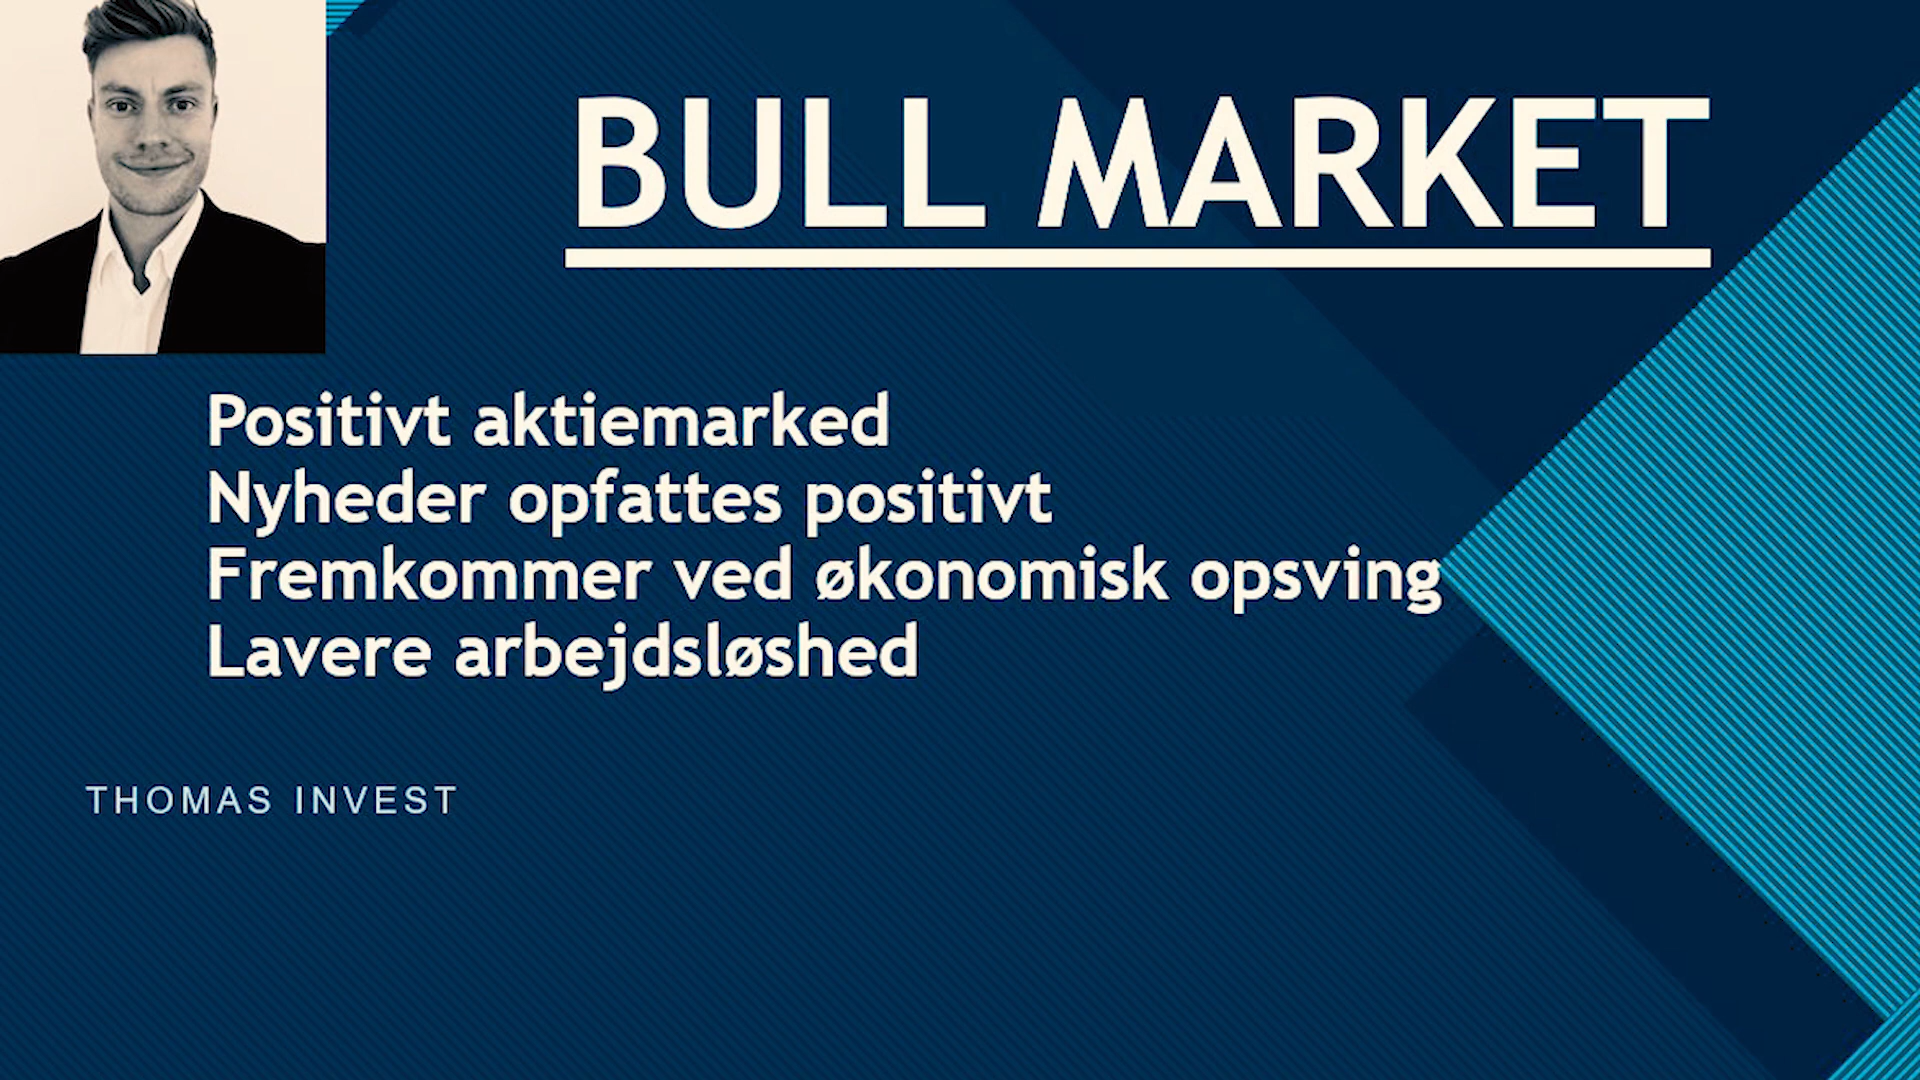 BULL MARKET
Positivt aktiemarked
Nyheder opfattes positivt
Fremkommer ved økonomisk opsving
Lavere arbejdsløshed
THOMAS INVEST